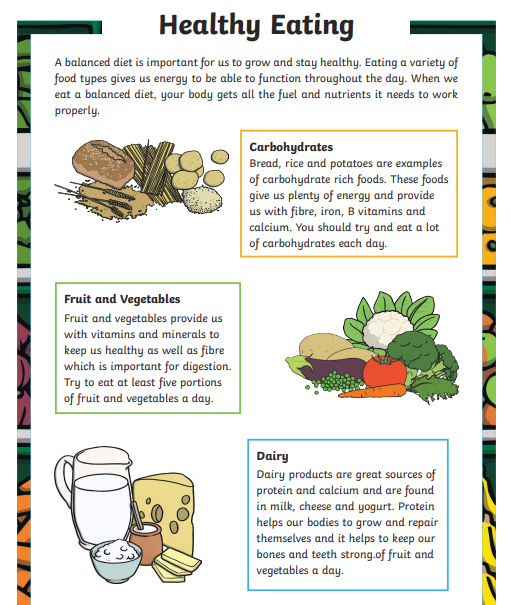 Healthy Eating
A balanced diet is important for us to grow and stay healthy. Eating a variety of
food types gives us energy to be able to function throughout the day. When we
eat a balanced diet, your body gets all the fuel and nutrients it needs to work
properly.
Carbohydrates
Bread, rice and potatoes are examples
of carbohydrate rich foods. These foods
give us plenty of energy and provide
us with fibre, iron, B vitamins and
calcium. You should try and eat a lot
of carbohydrates each day.
Fruit and Vegetables
Fruit and vegetables provide us
with vitamins and minerals to
keep us healthy as well as fibre
which is important for digestion.
Try to eat at least five portions
of fruit and vegetables a day.
Dairy
Dairy products are great sources of
protein and calcium and are found
in milk, cheese and yogurt. Protein
helps our bodies to grow and repair
themselves and it helps to keep our
bones and teeth strong.of fruit and
vegetables a day.